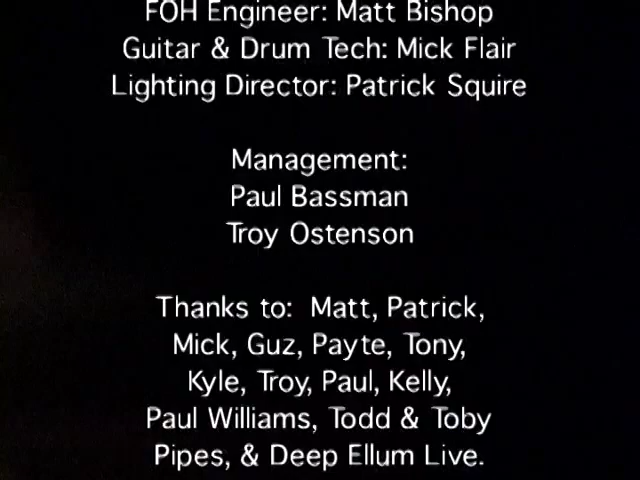 FOH Engineer: Matt Bishop
Guitar & Drum Tech: Mick Flair
Lighting Director: Patrick Squire
Management:
Paul Bassman
Troy Ostenson
Thanks to: Matt, Patrick,
Mick, Guz, Payte, Tony,
Kyle, Troy, Paul, Kelly,
Paul Williams, Todd & Toby
Pipes, & Deep Ellum Live.